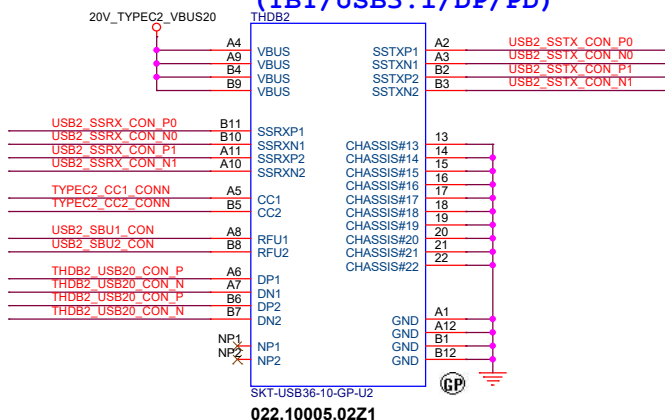 (TBT/USB3.1/DP/PD)
20V_TYPEC2_VBUS20
THDB2
A4 VBUS
A9 VBUS
B4 VBUS
B9 VBUS
SSTXP1 A2 USB2_SSTX_CON_P0
SSTXN1 A3 USB2_SSTX_CON_N0
SSTXP2 B2 USB2_SSTX_CON_P1
SSTXN2 B3 USB2_SSTX_CON_N1
USB2_SSRX_CON_P0 B11 SSRXP1
USB2_SSRX_CON_N0 B10 SSRXN1
USB2_SSRX_CON_P1 A11 SSRXP2
USB2_SSRX_CON_N1 A10 SSRXN2
CHASSIS#13 13
CHASSIS#14 14
CHASSIS#15 15
CHASSIS#16 16
CHASSIS#17 17
CHASSIS#18 18
CHASSIS#19 19
CHASSIS#20 20
CHASSIS#21 21
CHASSIS#22 22
TYPEC2_CC1_CONN A5 CC1
TYPEC2_CC2_CONN B5 CC2
USB2_SBU1_CON A8 RFU1
USB2_SBU2_CON B8 RFU2
THDB2_USB20_CON_P A6 DP1
THDB2_USB20_CON_N A7 DN1
THDB2_USB20_CON_P B6 DP2
THDB2_USB20_CON_N B7 DN2
GND A1
GND A12
GND B1
GND B12
NP1 NP1
NP2 NP2
SKT-USB36-10-GP-U2
GP
022.10005.02Z1